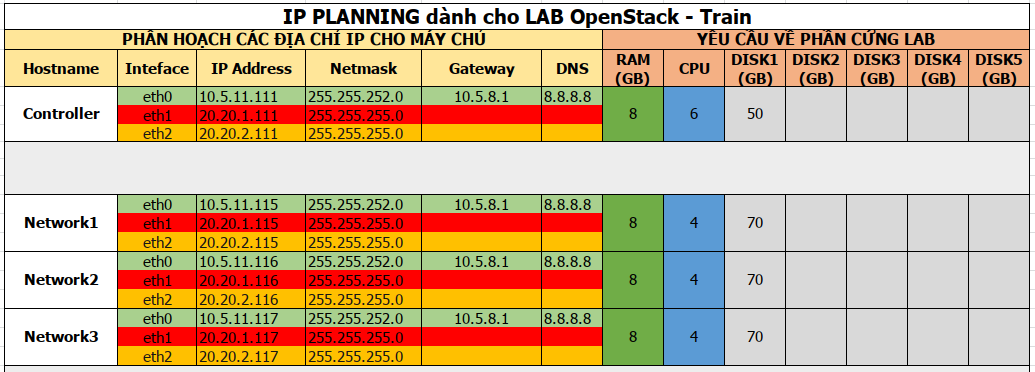 IP PLANNING dành cho LAB OpenStack - Train
PHÂN HOẠCH CÁC ĐỊA CHỈ IP CHO MÁY CHỦ YÊU CẦU VỀ PHẦN CỨNG LAB
Hostname Inteface IP Address Netmask Gateway DNS RAM (GB) CPU DISK1 (GB) DISK2 (GB) DISK3 (GB) DISK4 (GB) DISK5 (GB)
eth0 10.5.11.111 255.255.252.0 10.5.8.1 8.8.8.8
Controller eth1 20.20.1.111 255.255.255.0 8 6 50
eth2 20.20.2.111 255.255.255.0
eth0 10.5.11.115 255.255.252.0 10.5.8.1 8.8.8.8
Network1 eth1 20.20.1.115 255.255.255.0 8 4 70
eth2 20.20.2.115 255.255.255.0
eth0 10.5.11.116 255.255.252.0 10.5.8.1 8.8.8.8
Network2 eth1 20.20.1.116 255.255.255.0 8 4 70
eth2 20.20.2.116 255.255.255.0
eth0 10.5.11.117 255.255.252.0 10.5.8.1 8.8.8.8
Network3 eth1 20.20.1.117 255.255.255.0 8 4 70
eth2 20.20.2.117 255.255.255.0